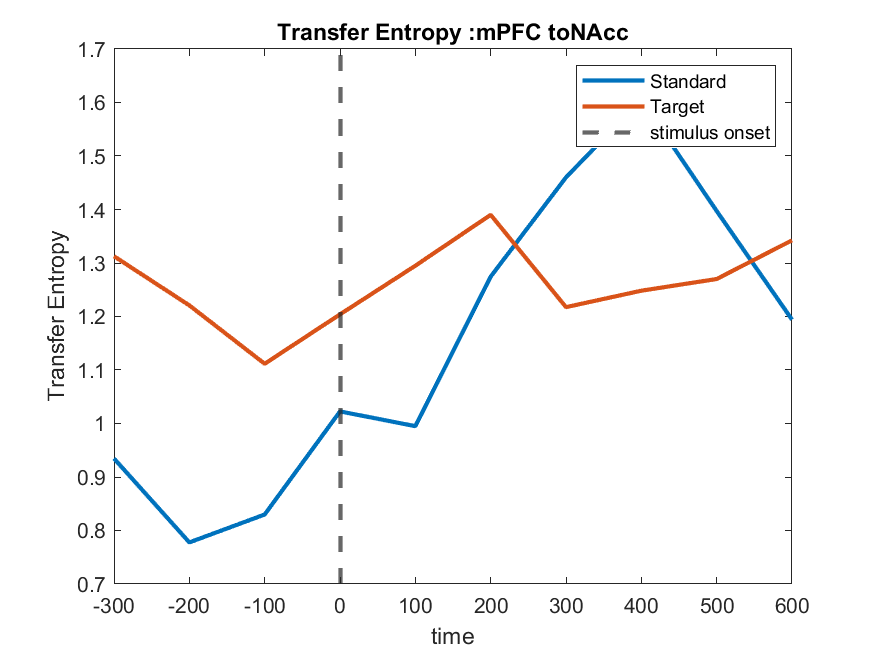 Transfer Entropy :mPFC toNAcc
Standard
Target
stimulus onset
Transfer Entropy
1.7
1.6
1.5
1.4
1.3
1.2
1.1
1
0.9
0.8
0.7
-300 -200 -100 0 100 200 300 400 500 600
time